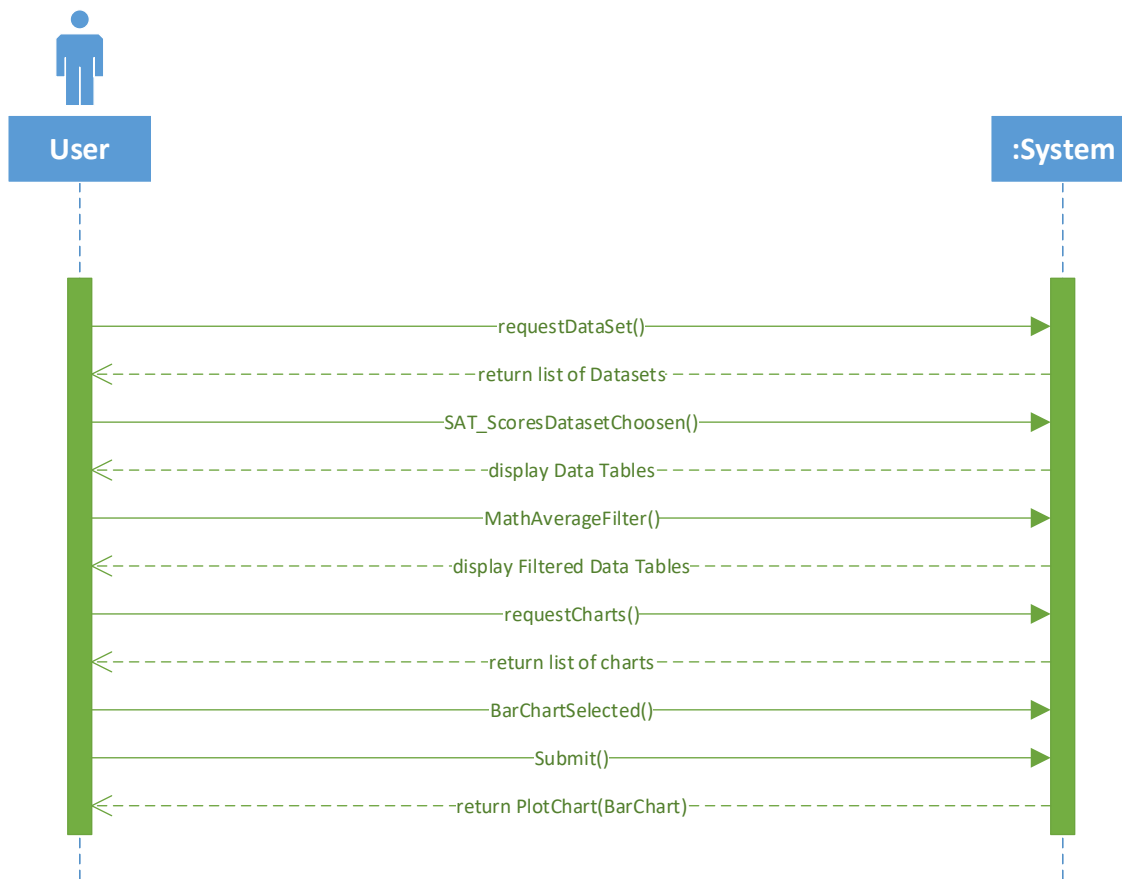 User
:System
requestDataSet()
return list of Datasets
SAT_ScoresDatasetChoosen()
display Data Tables
MathAverageFilter()
display Filtered Data Tables
requestCharts()
return list of charts
BarChartSelected()
Submit()
return PlotChart(BarChart)